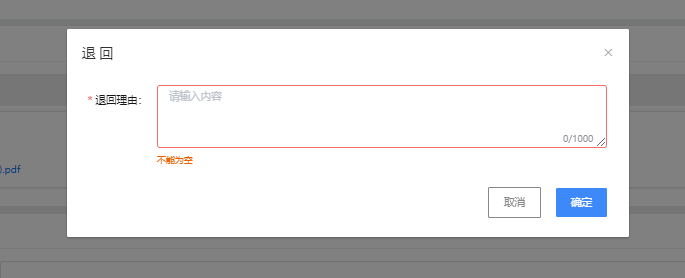 退 回
* 退回理由：
请输入内容
0/1000
不能为空
取消
确定
).pdf